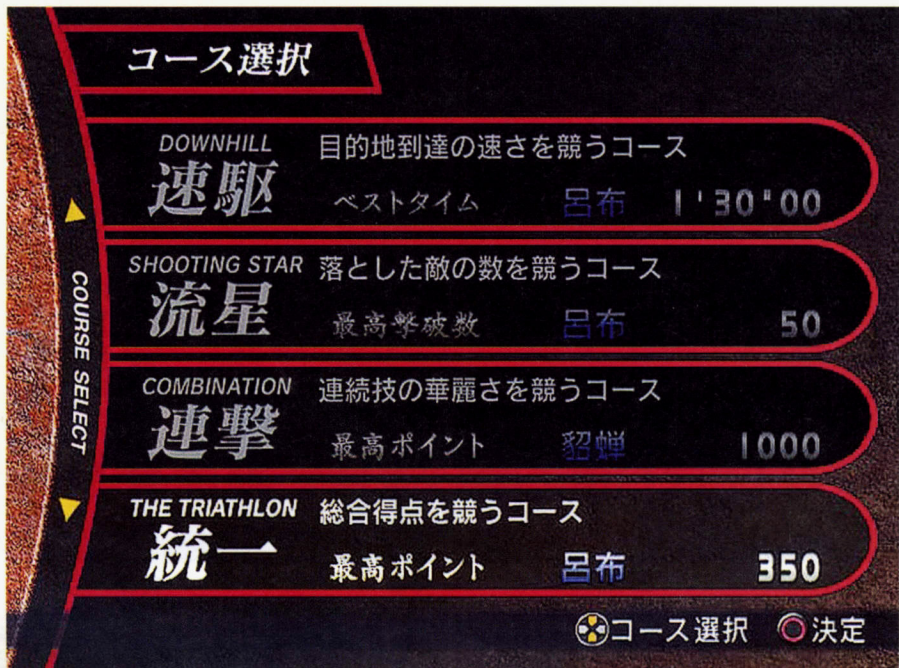 コース選択
DOWNHILL
速駆
目的地到達の速さを競うコース
ベストタイム 呂布 1'30"00
SHOOTING STAR
流星
落とした敵の数を競うコース
最高撃破数 呂布 50
COMBINATION
連撃
連続技の華麗さを競うコース
最高ポイント 貂蝉 1000
THE TRIATHLON
統一
総合得点を競うコース
最高ポイント 呂布 350
COURSE SELECT
コース選択 決定